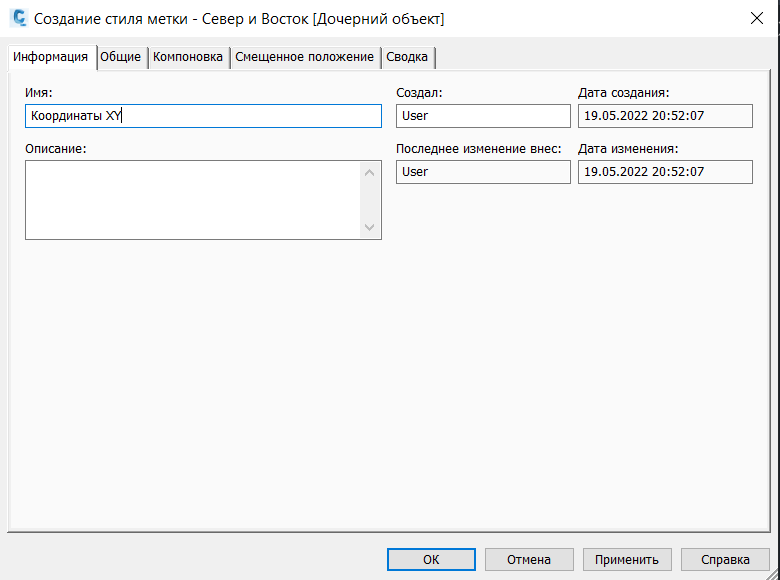 Создание стиля метки - Север и Восток [Дочерний объект]
Информация Общие Компоновка Смещенное положение Сводка
Имя: Создал: Дата создания:
Координаты XY User 19.05.2022 20:52:07
Описание: Последнее изменение внес: Дата изменения:
User 19.05.2022 20:52:07
ОК Отмена Применить Справка